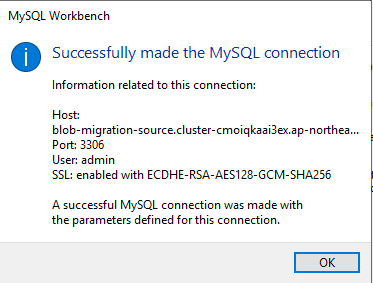 MySQL Workbench
Successfully made the MySQL connection
Information related to this connection:
Host:
blob-migration-source.cluster-cmoiqkaai3ex.ap-northea...
Port: 3306
User: admin
SSL: enabled with ECDHE-RSA-AES128-GCM-SHA256
A successful MySQL connection was made with
the parameters defined for this connection.
OK